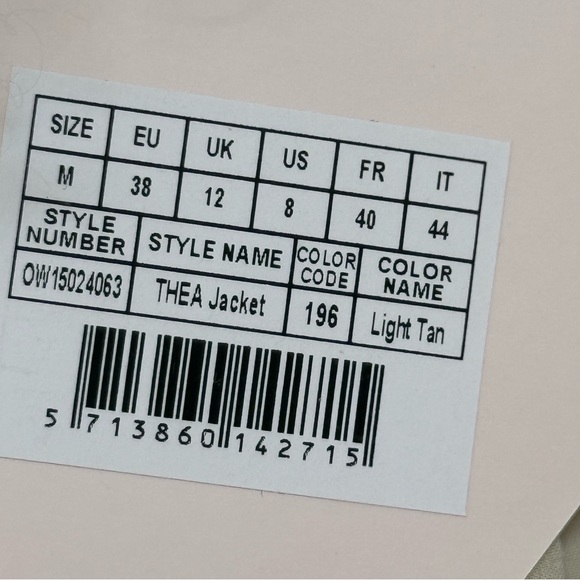 SIZE EU UK US FR IT
M 38 12 8 40 44
STYLE NUMBER STYLE NAME COLOR CODE COLOR NAME
OW15024063 THEA Jacket 196 Light Tan
5 713860 142715